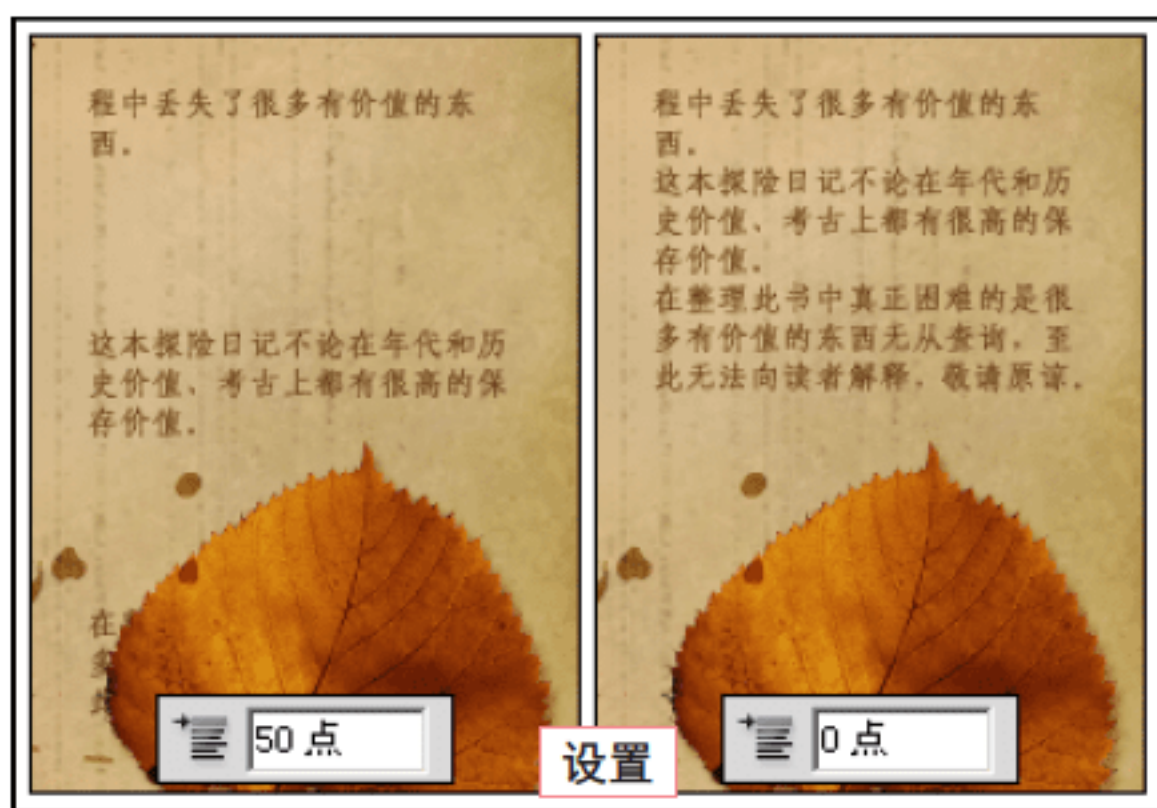 程中丢失了很多有价值的东
西。
这本探险日记不论在年代和历
史价值、考古上都有很高的保
存价值。
在
50 点
程中丢失了很多有价值的东
西。
这本探险日记不论在年代和历
史价值、考古上都有很高的保
存价值。
在整理此书中真正困难的是很
多有价值的东西无从查询，至
此无法向读者解释，敬请原谅。
0 点
设置